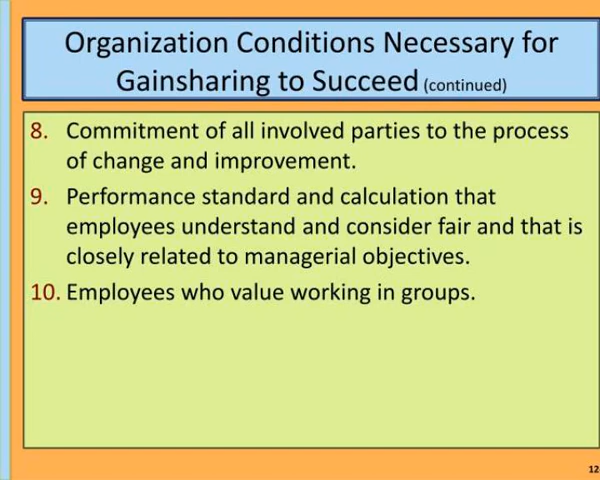 Organization Conditions Necessary for
Gainsharing to Succeed (continued)
8. Commitment of all involved parties to the process
of change and improvement.
9. Performance standard and calculation that
employees understand and consider fair and that is
closely related to managerial objectives.
10. Employees who value working in groups.
12